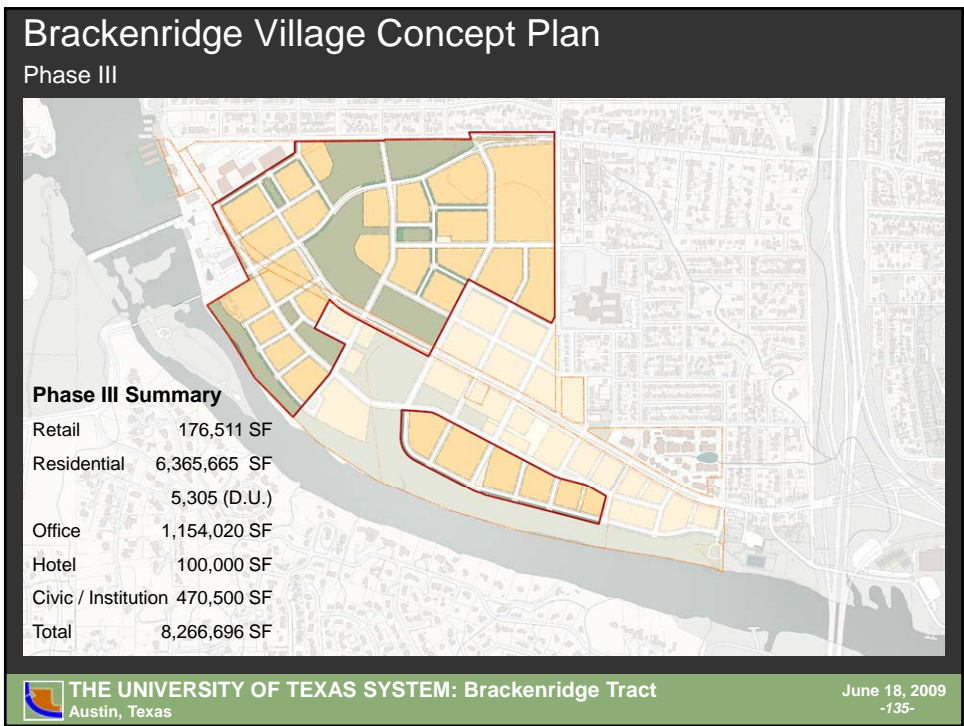 Brackenridge Village Concept Plan
Phase III
Phase III Summary
Retail 176,511 SF
Residential 6,365,665 SF
5,305 (D.U.)
Office 1,154,020 SF
Hotel 100,000 SF
Civic / Institution 470,500 SF
Total 8,266,696 SF
THE UNIVERSITY OF TEXAS SYSTEM: Brackenridge Tract
Austin, Texas
June 18, 2009
-135-